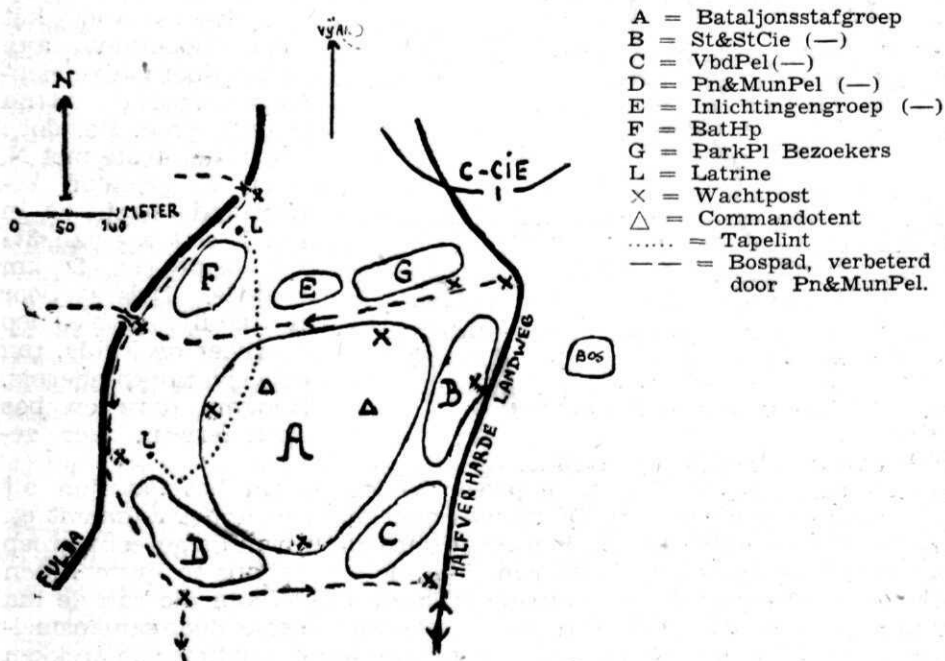 VŸAND
N
METER
0 50 100
C-CIE
L
F
E
G
B
BOS
A
L
C
D
FULDA
HALFVERHARDE LANDWEG
A = Bataljonsstafgroep
B = St&StCie (—)
C = VbdPel(—)
D = Pn&MunPel (—)
E = Inlichtingengroep (—)
F = BatHp
G = ParkPl Bezoekers
L = Latrine
× = Wachtpost
△ = Commandotent
...... = Tapelint
— — = Bospad, verbeterd
door Pn&MunPel.